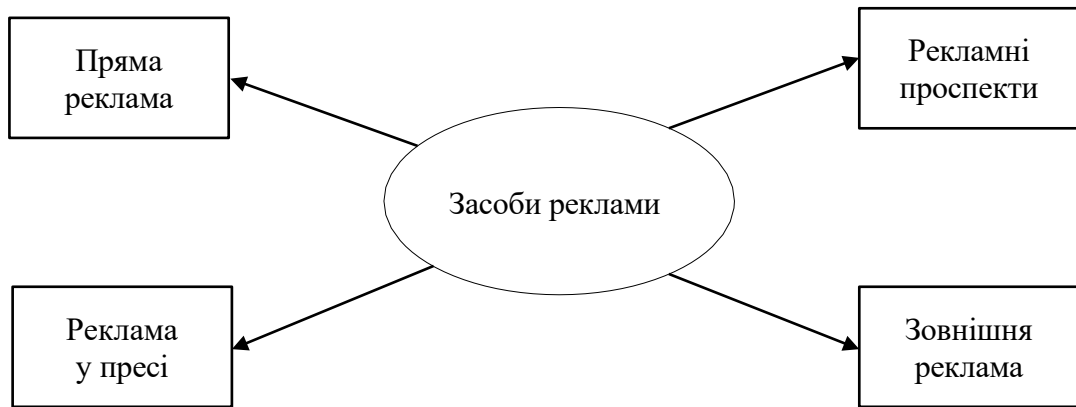 Пряма
реклама
Рекламні
проспекти
Засоби реклами
Реклама
у пресі
Зовнішня
реклама